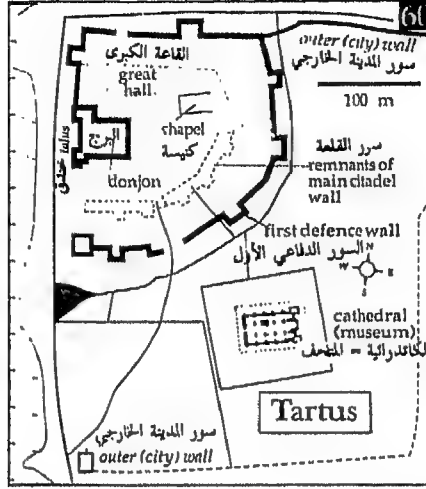 60
outer (city) wall
سور المدينة الخارجي
100 m
القاعة الكبرى
great
hall
chapel
كنيسة
البرج
donjon
talus
خندق
سور القلعة
remnants of
main citadel
wall
first defence wall
السور الدفاعي الأول
N
W
S
cathedral
(museum)
الكاتدرائية = المتحف
Tartus
سور المدينة الخارجي
outer (city) wall